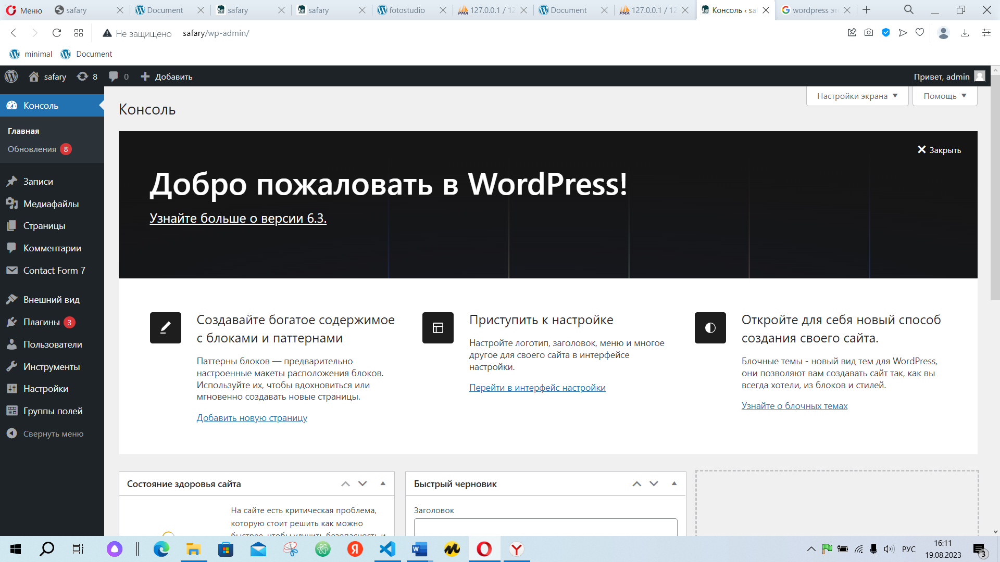 Меню
safary
Document
safary
safary
fotostudio
127.0.0.1 / 12
Document
127.0.0.1 / 12
Консоль ‹ sa
wordpress эт
Не защищено
safary/wp-admin/
minimal
Document
safary
8
0
Добавить
Привет, admin
Консоль
Главная
Обновления 8
Записи
Медиафайлы
Страницы
Комментарии
Contact Form 7
Внешний вид
Плагины 3
Пользователи
Инструменты
Настройки
Группы полей
Свернуть меню
Настройки экрана
Помощь
Консоль
Закрыть
Добро пожаловать в WordPress!
Узнайте больше о версии 6.3.
Создавайте богатое содержимое
с блоками и паттернами
Паттерны блоков — предварительно
настроенные макеты расположения блоков.
Используйте их, чтобы вдохновиться или
мгновенно создавать новые страницы.
Добавить новую страницу
Приступить к настройке
Настройте логотип, заголовок, меню и многое
другое для своего сайта в интерфейсе
настройки.
Перейти в интерфейс настройки
Откройте для себя новый способ
создания своего сайта.
Блочные темы - новый вид тем для WordPress,
они позволяют вам создавать сайт так, как вы
всегда хотели, из блоков и стилей.
Узнайте о блочных темах
Состояние здоровья сайта
На сайте есть критическая проблема,
которую стоит решить как можно
быстрее, чтобы улучить безопасность и
Быстрый черновик
Заголовок
РУС
16:11
19.08.2023
3